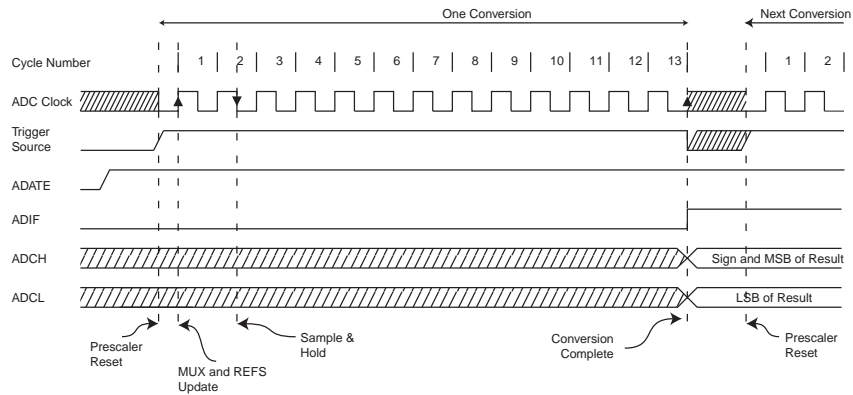 One Conversion
Next Conversion
Cycle Number 1 2 3 4 5 6 7 8 9 10 11 12 13 1 2
ADC Clock
Trigger
Source
ADATE
ADIF
ADCH
Sign and MSB of Result
ADCL
LSB of Result
Prescaler
Reset
MUX and REFS
Update
Sample &
Hold
Conversion
Complete
Prescaler
Reset